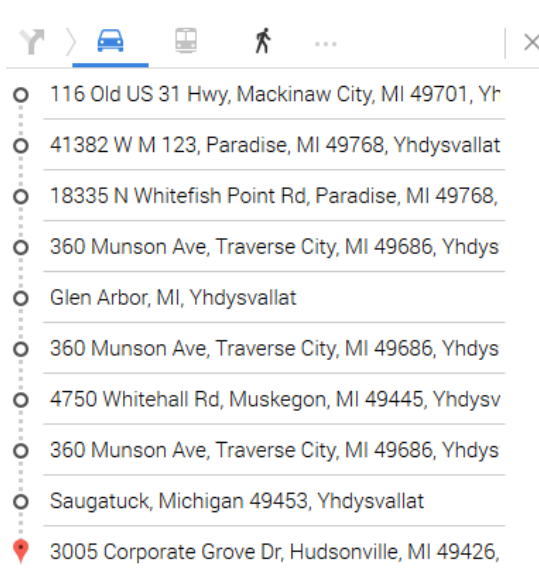 116 Old US 31 Hwy, Mackinaw City, MI 49701, Yh
41382 W M 123, Paradise, MI 49768, Yhdysvallat
18335 N Whitefish Point Rd, Paradise, MI 49768,
360 Munson Ave, Traverse City, MI 49686, Yhdys
Glen Arbor, MI, Yhdysvallat
360 Munson Ave, Traverse City, MI 49686, Yhdys
4750 Whitehall Rd, Muskegon, MI 49445, Yhdysv
360 Munson Ave, Traverse City, MI 49686, Yhdys
Saugatuck, Michigan 49453, Yhdysvallat
3005 Corporate Grove Dr, Hudsonville, MI 49426,